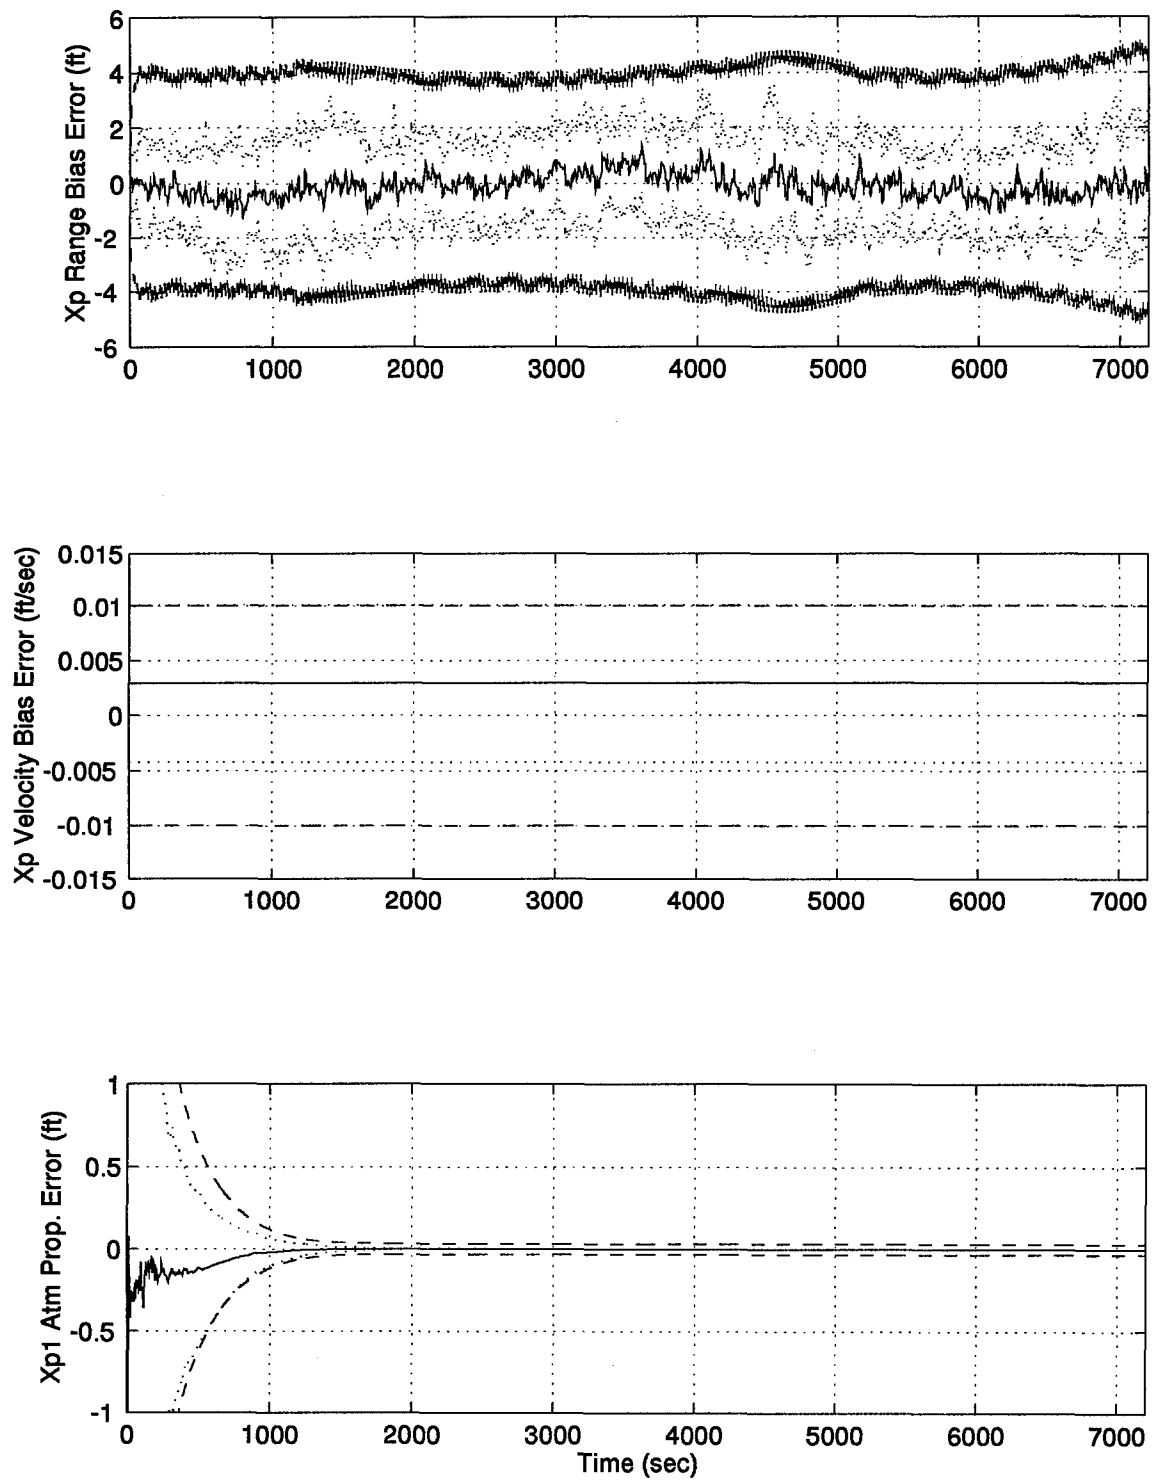 Xp Range Bias Error (ft)
6
4
2
0
-2
-4
-6
0 1000 2000 3000 4000 5000 6000 7000
Xp Velocity Bias Error (ft/sec)
0.015
0.01
0.005
0
-0.005
-0.01
-0.015
0 1000 2000 3000 4000 5000 6000 7000
Xp1 Atm Prop. Error (ft)
1
0.5
0
-0.5
-1
0 1000 2000 3000 4000 5000 6000 7000
Time (sec)